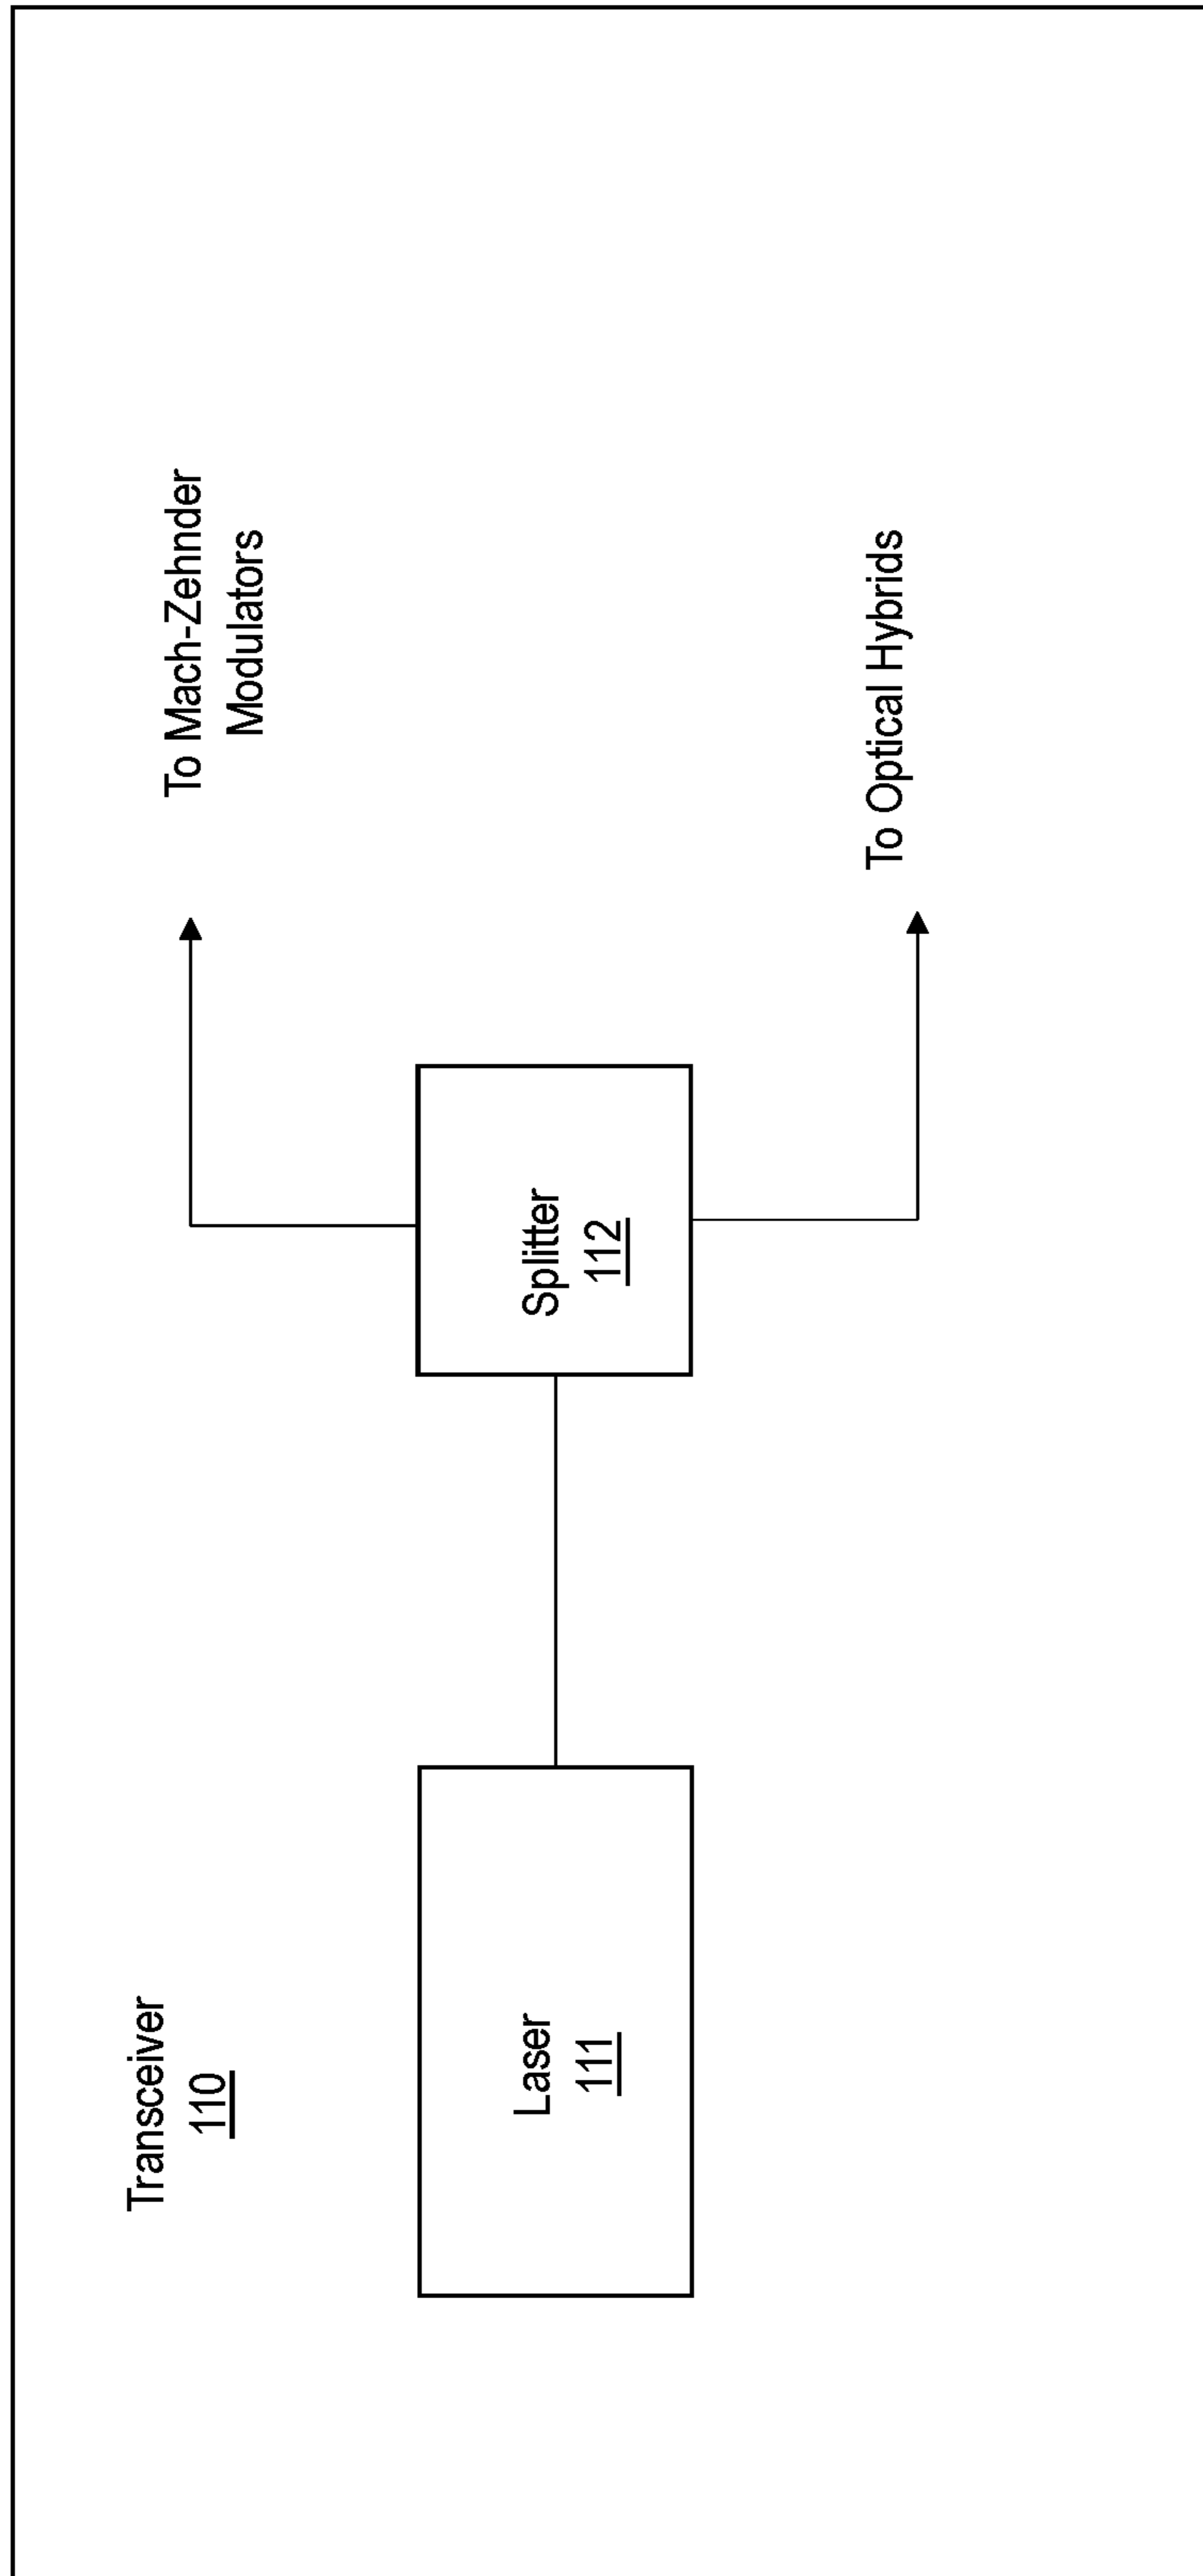 Transceiver
110
Laser
111
Splitter
112
To Mach-Zehnder
Modulators
To Optical Hybrids